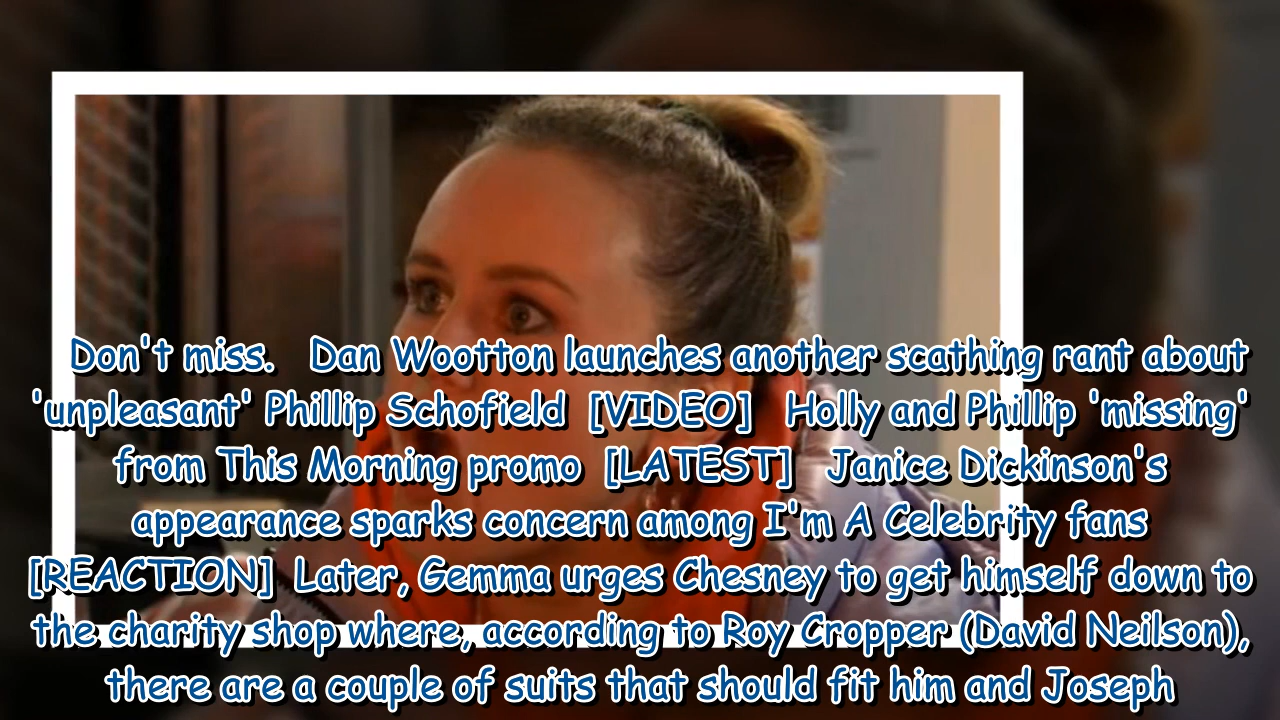 Don't miss.   Dan Wootton launches another scathing rant about
'unpleasant' Phillip Schofield  [VIDEO]   Holly and Phillip 'missing'
from This Morning promo  [LATEST]   Janice Dickinson's
appearance sparks concern among I'm A Celebrity fans
[REACTION]  Later, Gemma urges Chesney to get himself down to
the charity shop where, according to Roy Cropper (David Neilson),
there are a couple of suits that should fit him and Joseph